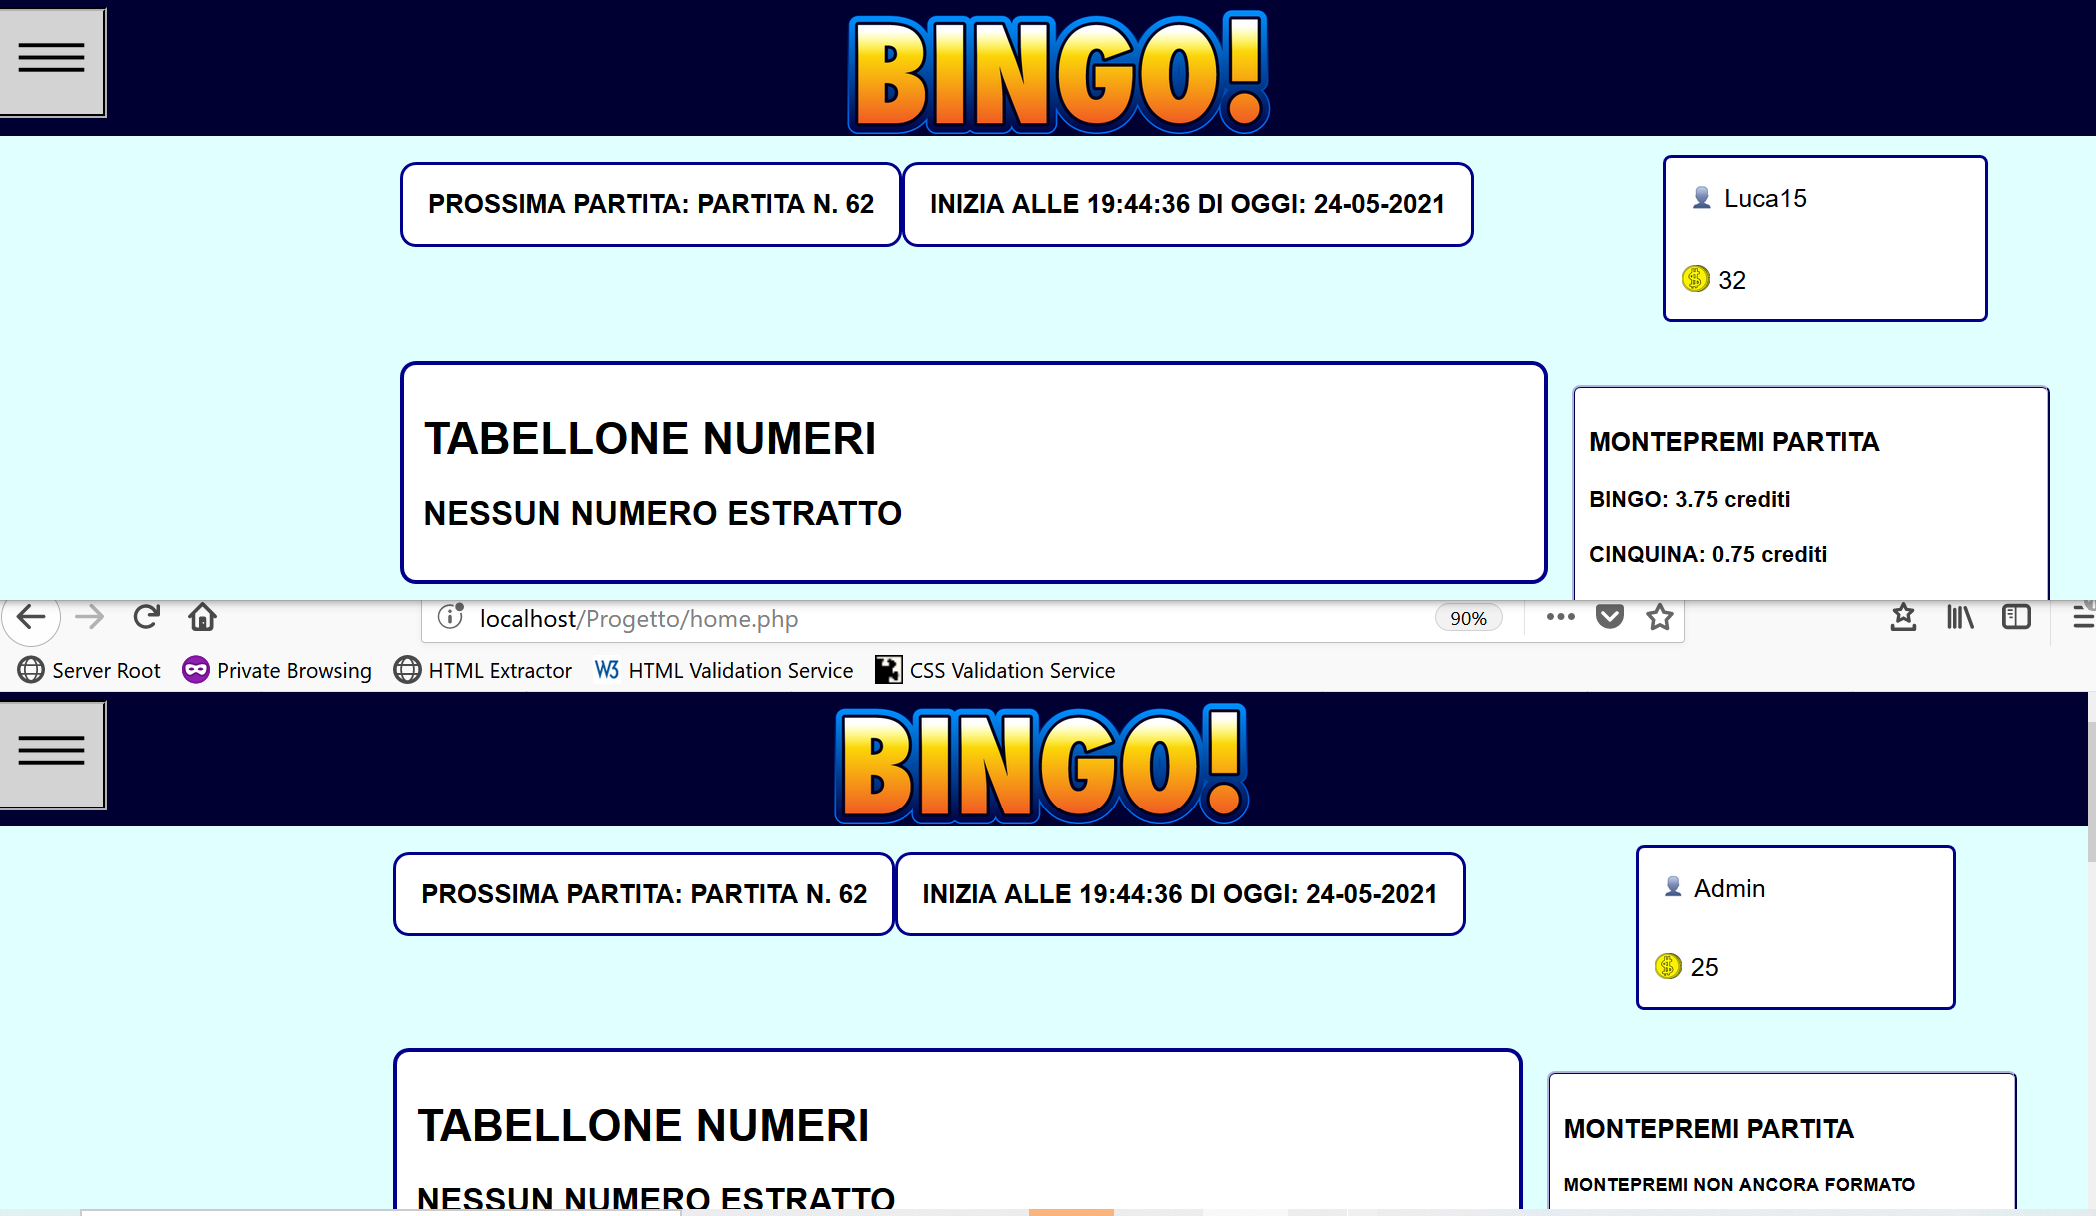 BINGO!
PROSSIMA PARTITA: PARTITA N. 62
INIZIA ALLE 19:44:36 DI OGGI: 24-05-2021
Luca15
32
TABELLONE NUMERI
NESSUN NUMERO ESTRATTO
MONTEPREMI PARTITA
BINGO: 3.75 crediti
CINQUINA: 0.75 crediti
localhost/Progetto/home.php
90%
Server Root
Private Browsing
HTML Extractor
W3 HTML Validation Service
CSS Validation Service
BINGO!
PROSSIMA PARTITA: PARTITA N. 62
INIZIA ALLE 19:44:36 DI OGGI: 24-05-2021
Admin
25
TABELLONE NUMERI
NESSUN NUMERO ESTRATTO
MONTEPREMI PARTITA
MONTEPREMI NON ANCORA FORMATO